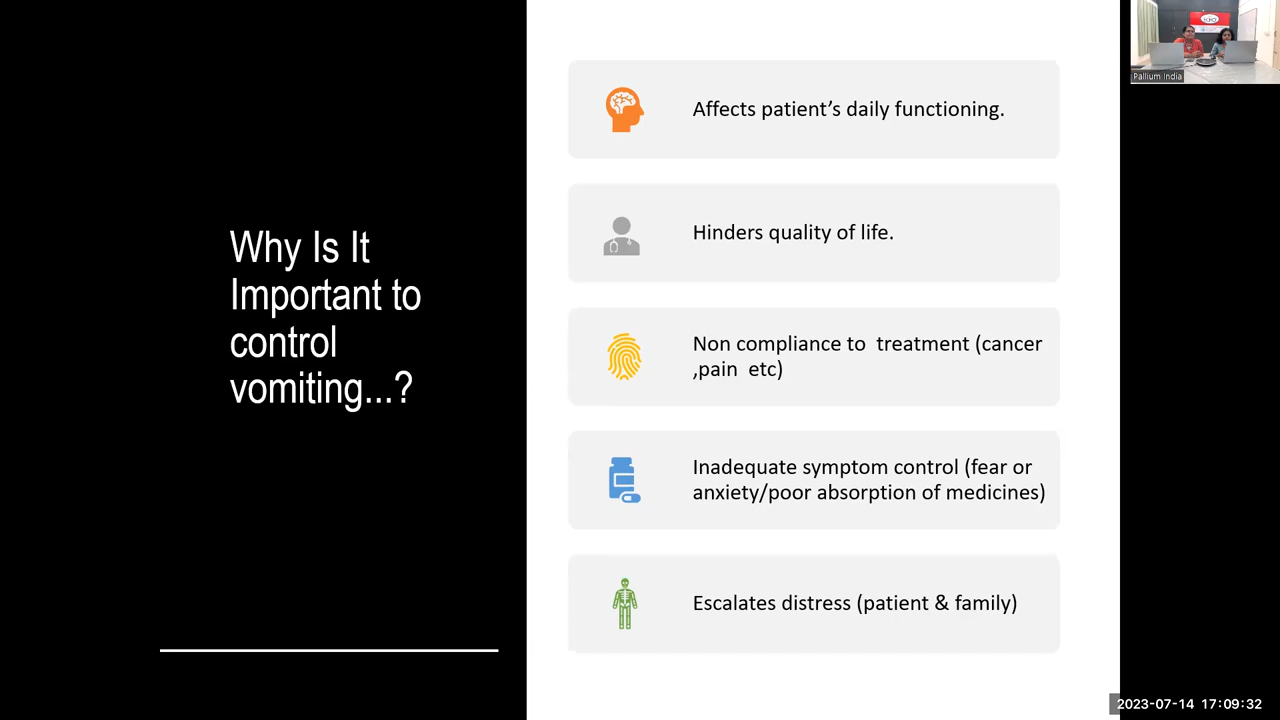 Why Is It
Important to
control
vomiting...?
Affects patient’s daily functioning.
Hinders quality of life.
Non compliance to  treatment (cancer
,pain  etc)
Inadequate symptom control (fear or
anxiety/poor absorption of medicines)
Escalates distress (patient & family)
Pallium India
2023-07-14 17:09:32